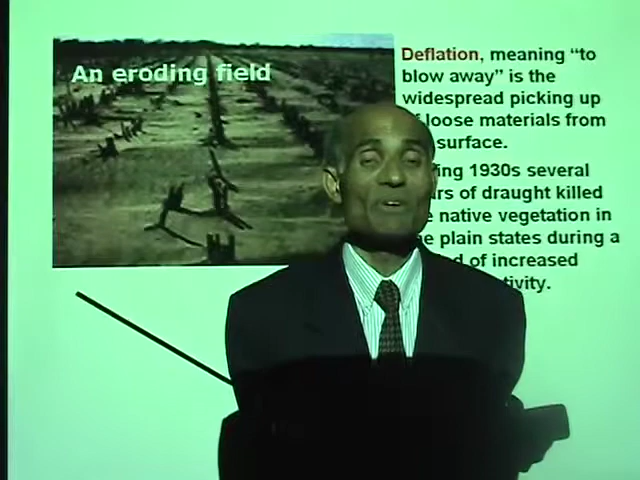 An eroding field
Deflation, meaning “to
blow away” is the
widespread picking up
loose materials from
surface.
1930s several
of draught killed
native vegetation in
plain states during a
of increased